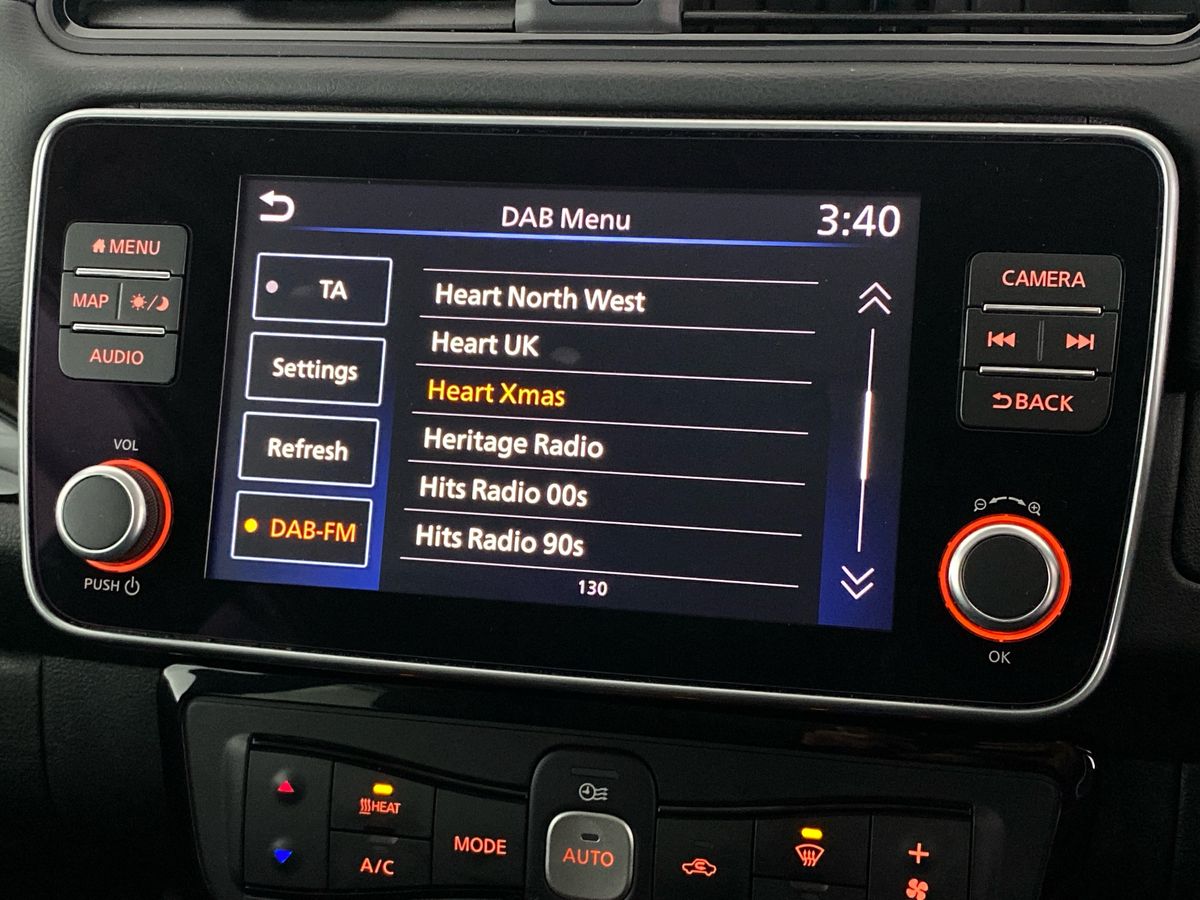 DAB Menu
3:40
TA
Settings
Refresh
DAB-FM
Heart North West
Heart UK
Heart Xmas
Heritage Radio
Hits Radio 00s
Hits Radio 90s
130
MENU
MAP
AUDIO
VOL
PUSH
CAMERA
BACK
OK
HEAT
A/C
MODE
AUTO